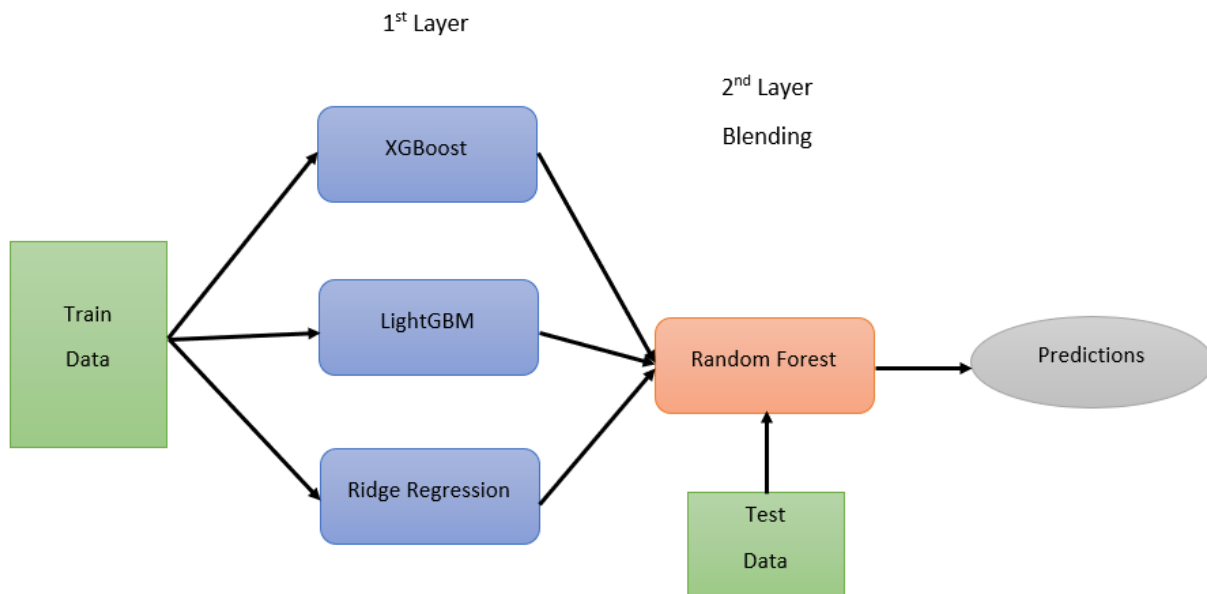 1st Layer
2nd Layer
Blending
XGBoost
Train
Data
LightGBM
Random Forest
Predictions
Ridge Regression
Test
Data